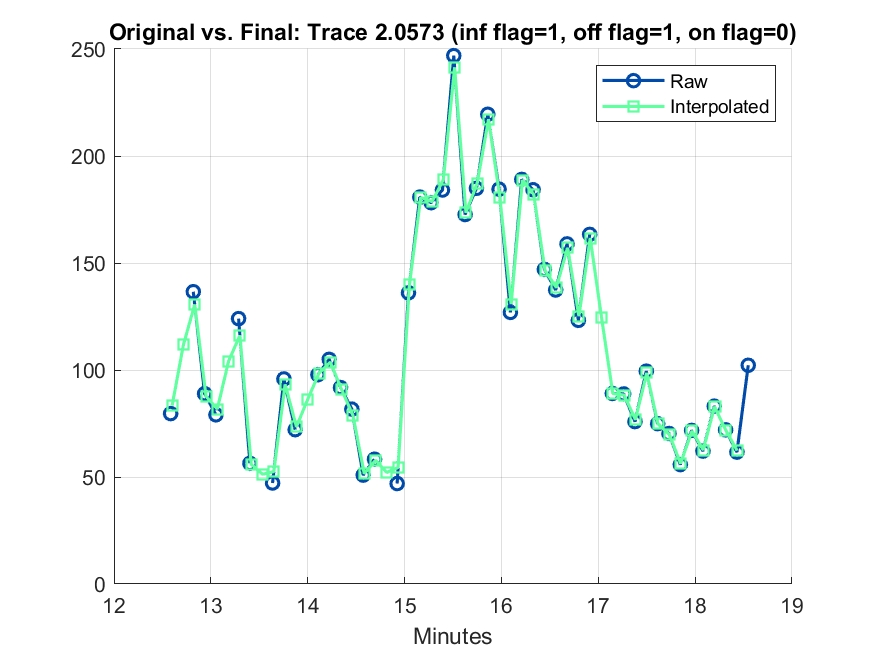 Original vs. Final: Trace 2.0573 (inf flag=1, off flag=1, on flag=0)
250
Raw
Interpolated
200
150
100
50
0
12 13 14 15 16 17 18 19
Minutes